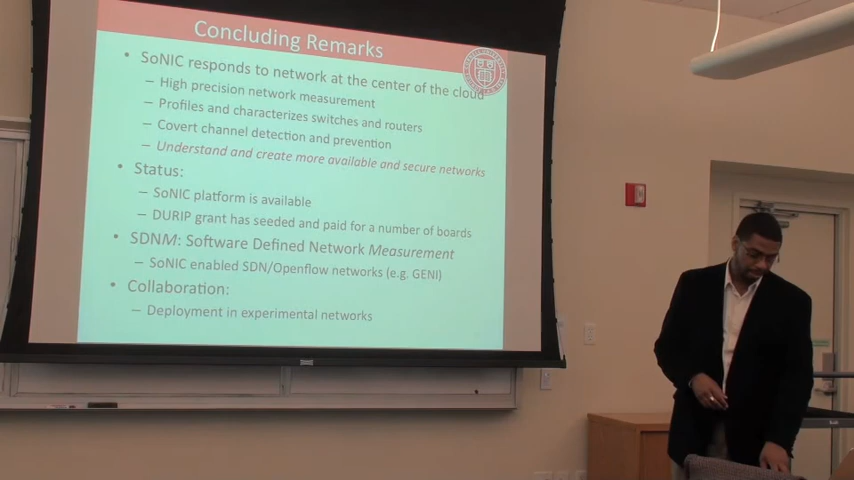 Concluding Remarks
• SoNIC responds to network at the center of the cloud
– High precision network measurement
– Profiles and characterizes switches and routers
– Covert channel detection and prevention
– Understand and create more available and secure networks
• Status:
– SoNIC platform is available
– DURIP grant has seeded and paid for a number of boards
• SDNM: Software Defined Network Measurement
– SoNIC enabled SDN/Openflow networks (e.g. GENI)
• Collaboration:
– Deployment in experimental networks